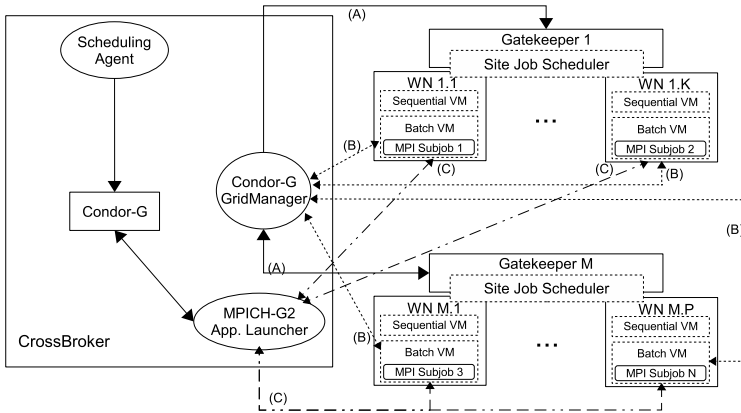 (A)
Scheduling
Agent
Gatekeeper 1
Site Job Scheduler
WN 1.1
WN 1.K
Sequential VM
Sequential VM
Batch VM
Batch VM
...
MPI Subjob 1
MPI Subjob 2
(B)
(C)
(C)
(B)
Condor-G
GridManager
Condor-G
(B)
(A)
Gatekeeper M
Site Job Scheduler
MPICH-G2
App. Launcher
WN M.1
WN M.P
Sequential VM
Sequential VM
(B)
Batch VM
Batch VM
...
MPI Subjob 3
MPI Subjob N
CrossBroker
(C)